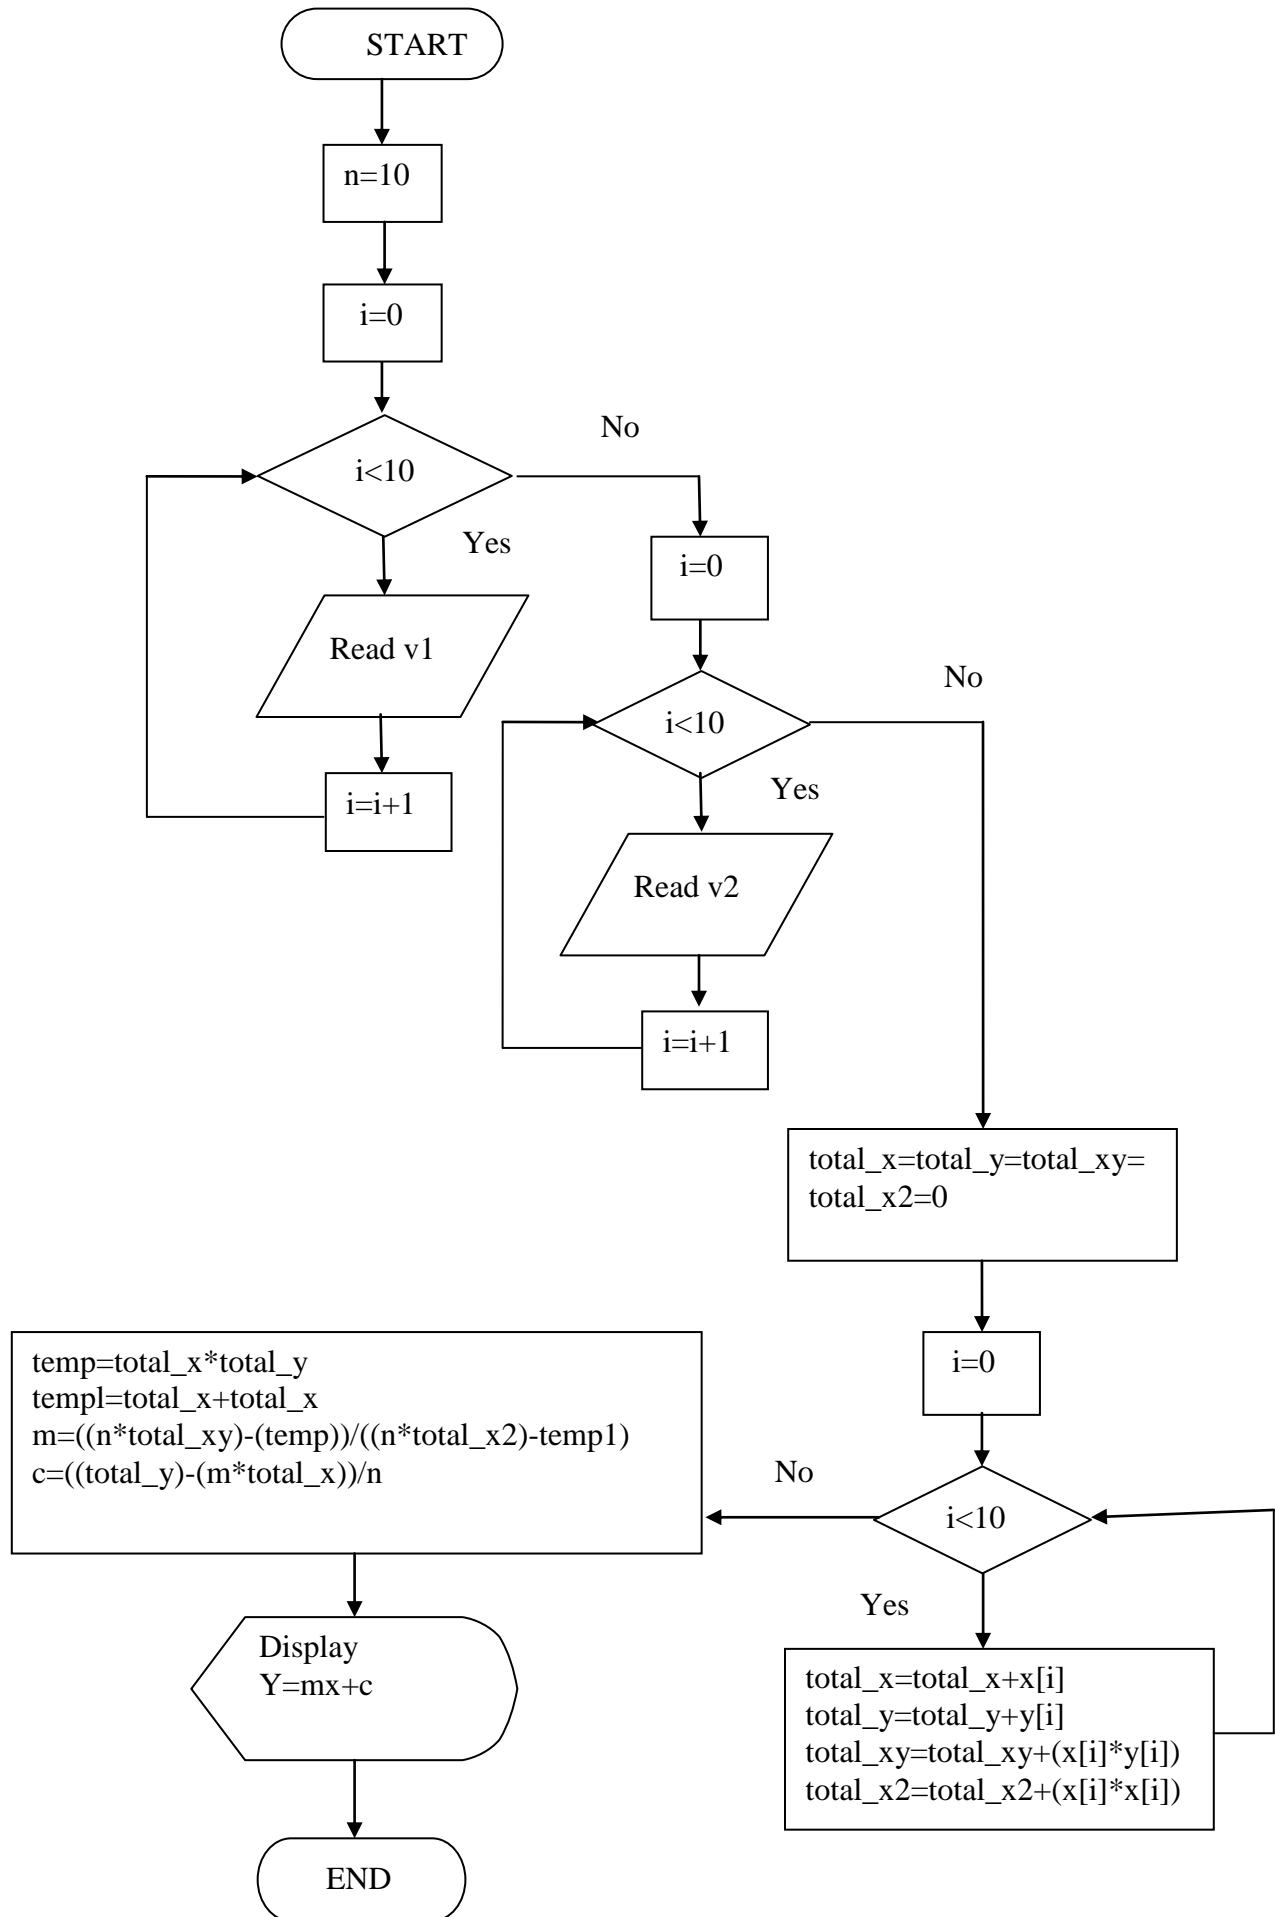 START
n=10
i=0
i<10
No
Yes
Read v1
i=i+1
i=0
i<10
No
Yes
Read v2
i=i+1
total_x=total_y=total_xy=
total_x2=0
i=0
i<10
No
Yes
total_x=total_x+x[i]
total_y=total_y+y[i]
total_xy=total_xy+(x[i]*y[i])
total_x2=total_x2+(x[i]*x[i])
temp=total_x*total_y
templ=total_x+total_x
m=((n*total_xy)-(temp))/((n*total_x2)-temp1)
c=((total_y)-(m*total_x))/n
Display
Y=mx+c
END